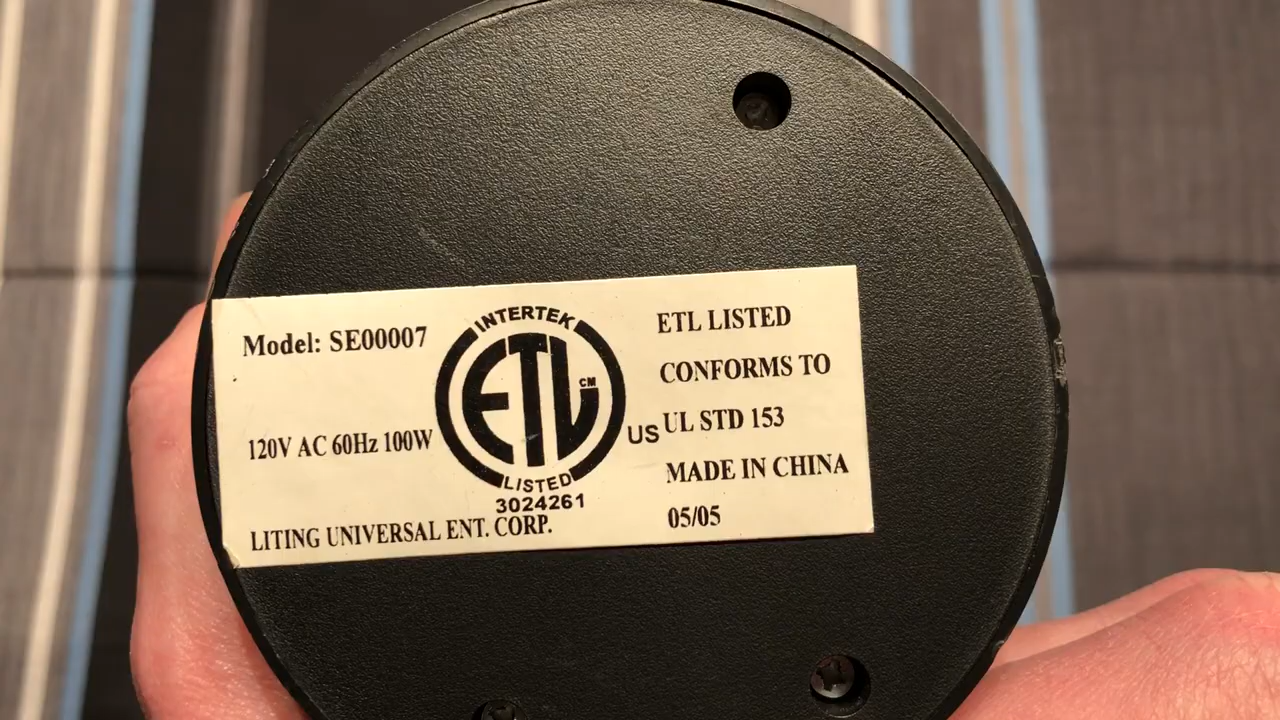 Model: SE00007
120V AC 60Hz 100W
INTERTEK
ETL CM
US
LISTED
3024261
LITING UNIVERSAL ENT. CORP.
ETL LISTED
CONFORMS TO
UL STD 153
MADE IN CHINA
05/05